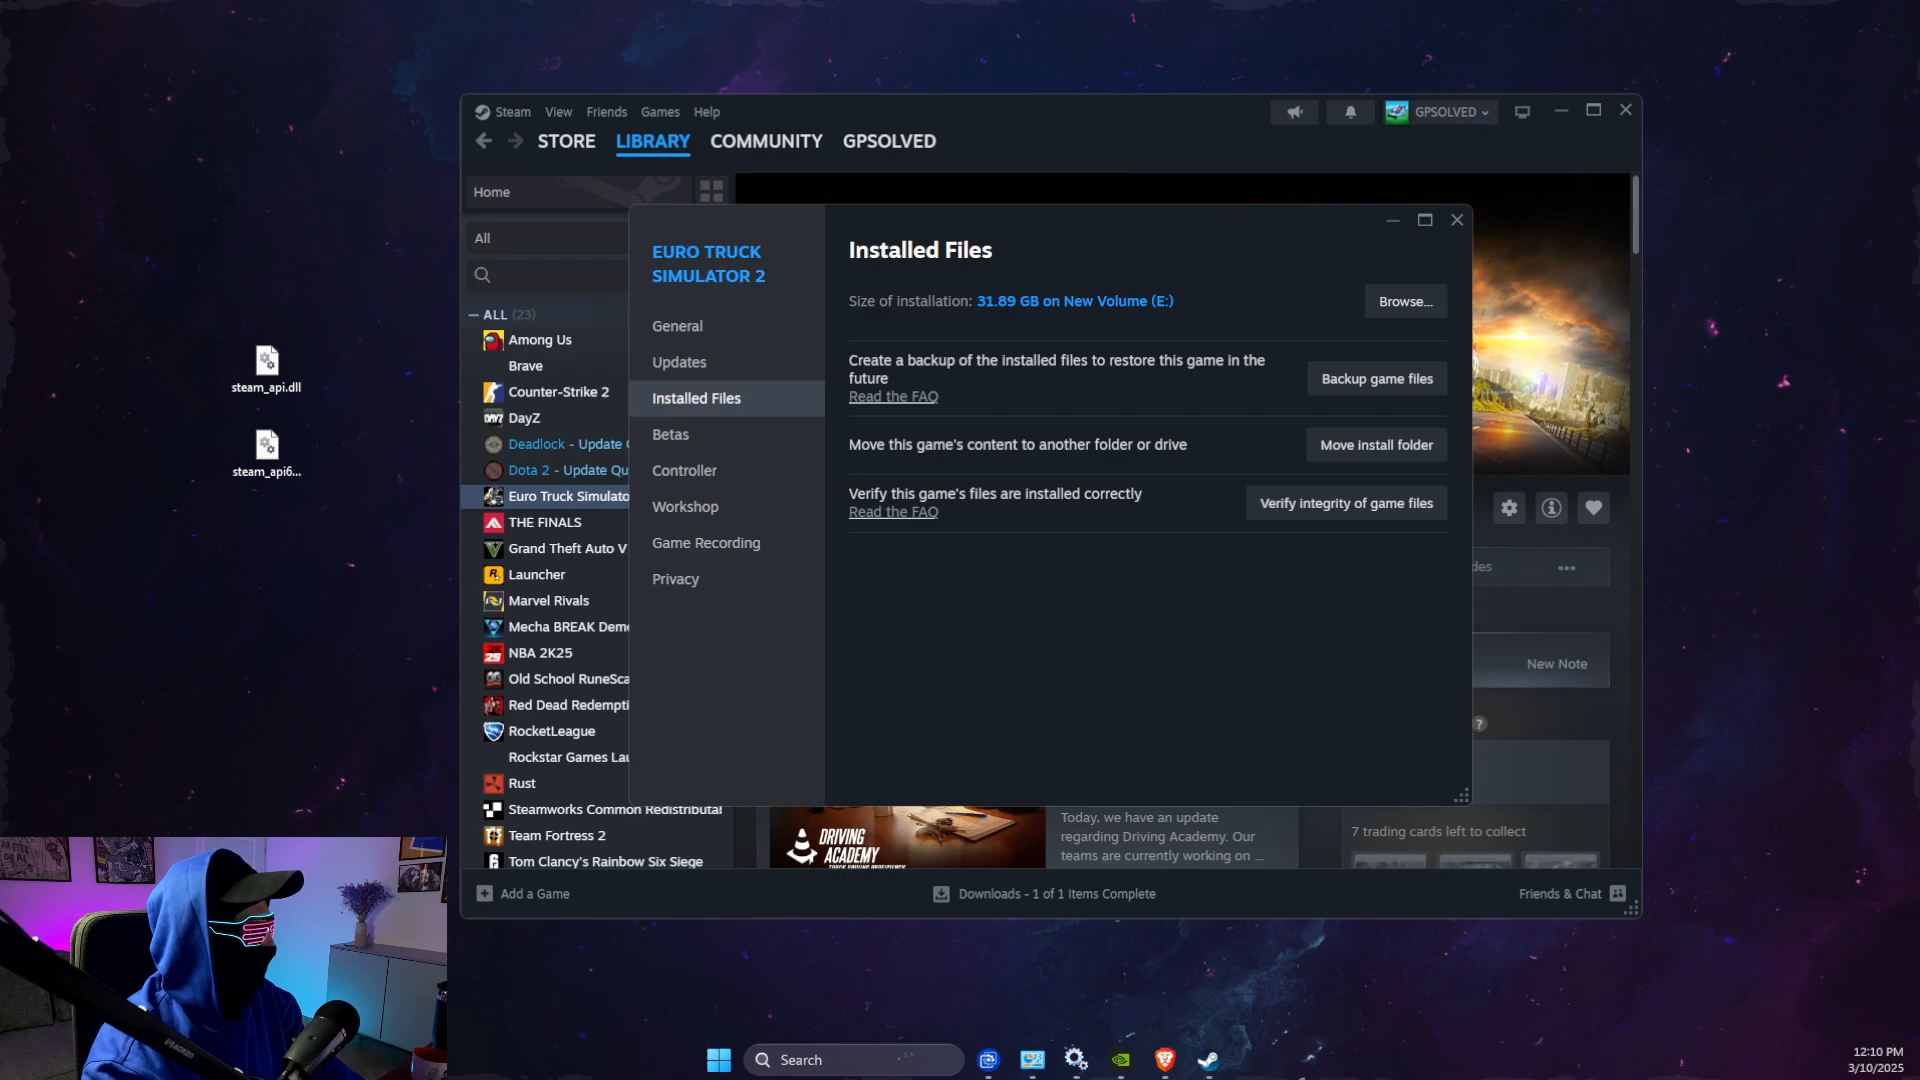 Steam View Friends Games Help
GPSOLVED
STORE LIBRARY COMMUNITY GPSOLVED
Home
All
ALL (23)
Among Us
Brave
Counter-Strike 2
DayZ
Deadlock - Update
Dota 2 - Update Qu
Euro Truck Simulato
THE FINALS
Grand Theft Auto V
Launcher
Marvel Rivals
Mecha BREAK Dem
NBA 2K25
Old School RuneSca
Red Dead Redempti
RocketLeague
Rockstar Games Lau
Rust
Steamworks Common Redistributal
Team Fortress 2
Tom Clancy's Rainbow Six Siege
EURO TRUCK
SIMULATOR 2
General
Updates
Installed Files
Betas
Controller
Workshop
Game Recording
Privacy
Installed Files
Size of installation: 31.89 GB on New Volume (E:)
Browse...
Create a backup of the installed files to restore this game in the
future
Read the FAQ
Backup game files
Move this game's content to another folder or drive
Move install folder
Verify this game's files are installed correctly
Read the FAQ
Verify integrity of game files
des
New Note
?
DRIVING
ACADEMY
Today, we have an update
regarding Driving Academy. Our
teams are currently working on ...
7 trading cards left to collect
Add a Game
Downloads - 1 of 1 Items Complete
Friends & Chat
steam_api.dll
steam_api6...
Search
12:10 PM
3/10/2025